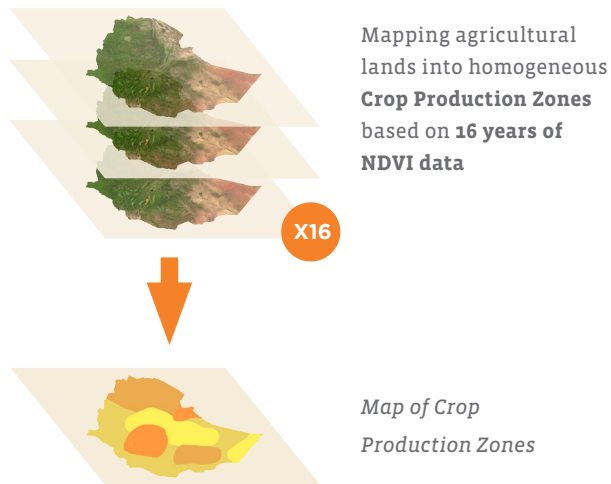 Mapping agricultural
lands into homogeneous
Crop Production Zones
based on 16 years of
NDVI data
X16
Map of Crop
Production Zones